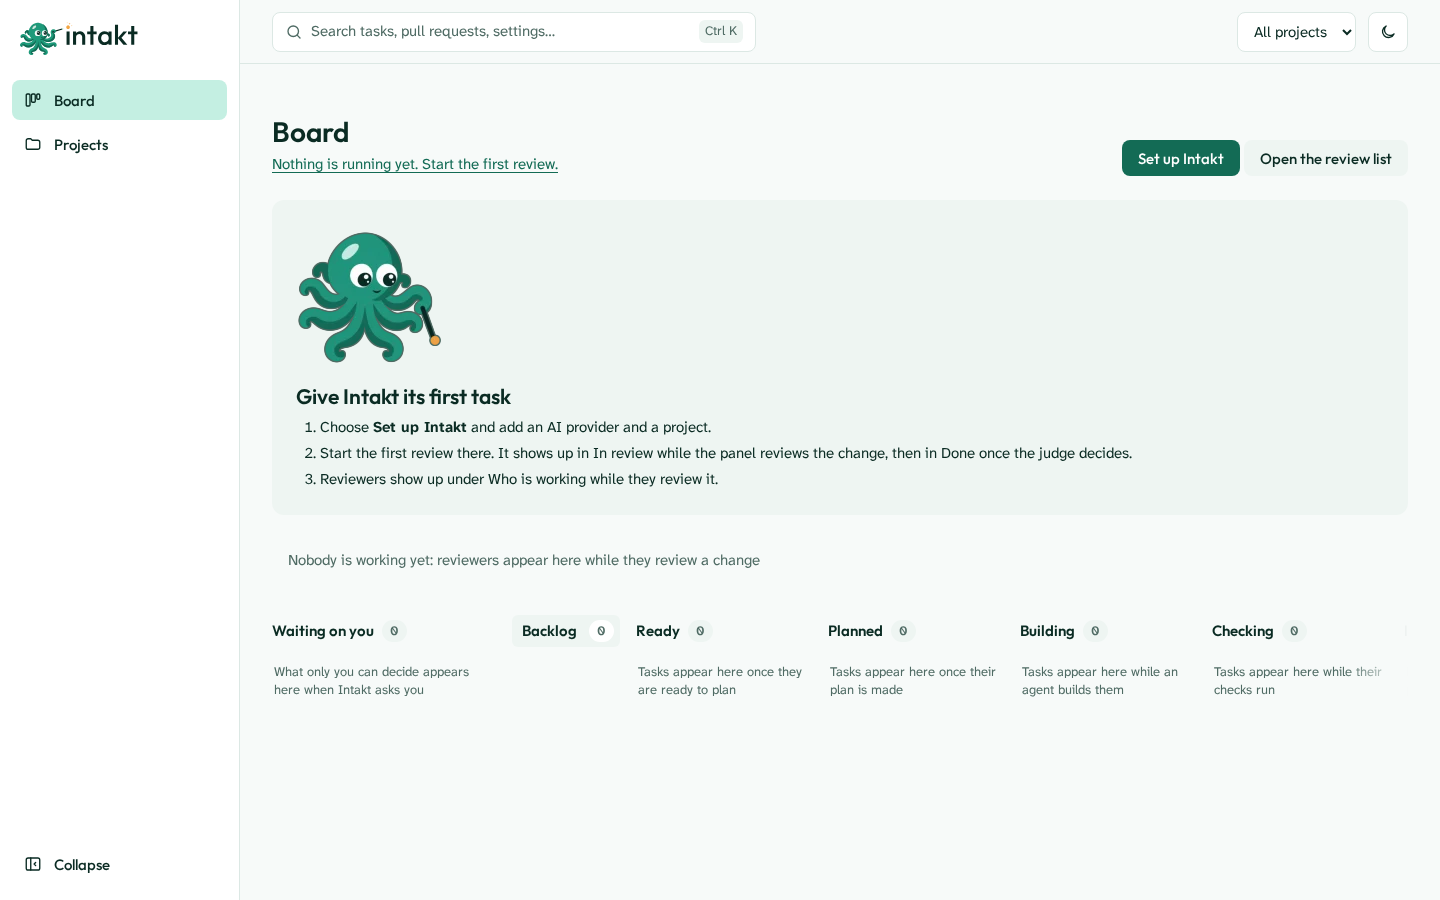 intakt
Search tasks, pull requests, settings...
Ctrl K
All projects
Board
Projects
Board
Nothing is running yet. Start the first review.
Set up Intakt
Open the review list
Give Intakt its first task
1. Choose Set up Intakt and add an AI provider and a project.
2. Start the first review there. It shows up in In review while the panel reviews the change, then in Done once the judge decides.
3. Reviewers show up under Who is working while they review it.
Nobody is working yet: reviewers appear here while they review a change
Waiting on you 0
Backlog 0
Ready 0
Planned 0
Building 0
Checking 0
What only you can decide appears
here when Intakt asks you
Tasks appear here once they
are ready to plan
Tasks appear here once their
plan is made
Tasks appear here while an
agent builds them
Tasks appear here while their
checks run
Collapse